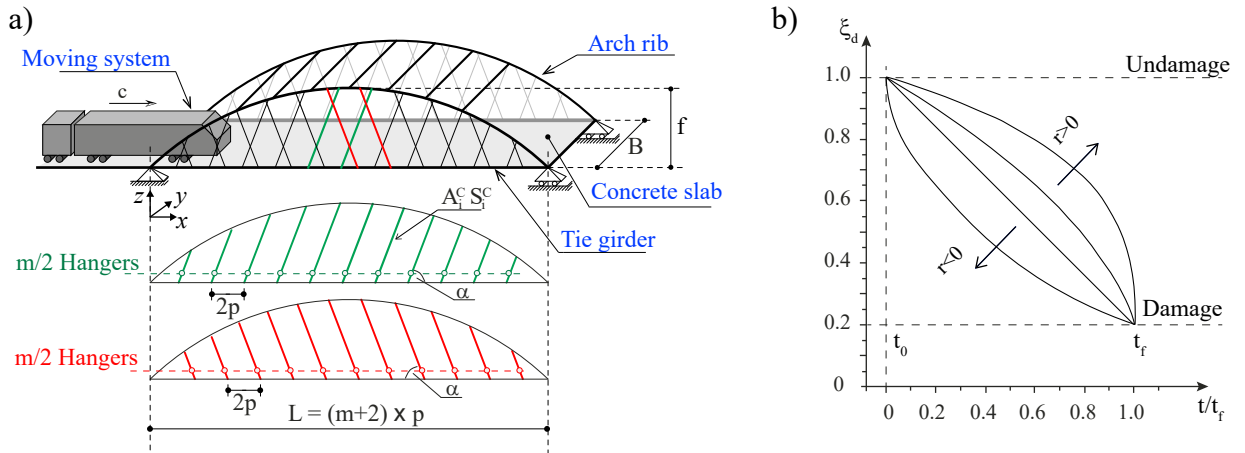 a)
Moving system
Arch rib
c
f
B
z
y
x
Concrete slab
Tie girder
A_i^C S_i^C
m/2 Hangers
α
2p
m/2 Hangers
α
2p
L = (m+2) x p
b)
ξ_d
1.0
Undamage
0.8
r>0
0.6
0.4
r<0
0.2
Damage
t_0
t_f
0
0 0.2 0.4 0.6 0.8 1.0
t/t_f